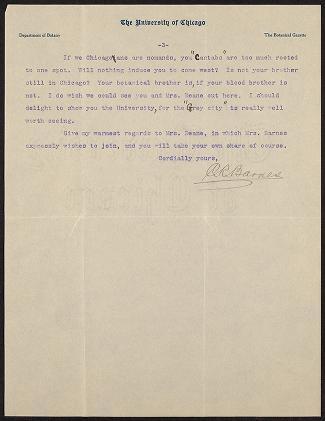 The University of Chicago
Department of Botany
The Botanical Gazette
-3-
If we Chicagoans are nomands, you "Cantabs" are too much rooted
to one spot. Will nothing induce you to come west? Is not your brother
still in Chicago? Your botanical brother is, if your blood brother is
not. I do wish we could see you and Mrs. Deane out here. I should
delight to show you the University, for the "Grey city" is really well
worth seeing.
Give my warmest regards to Mrs. Deane, in which Mrs. Barnes
expressly wishes to join, and you will take your own share of course.
Cordially yours,
C.R. Barnes